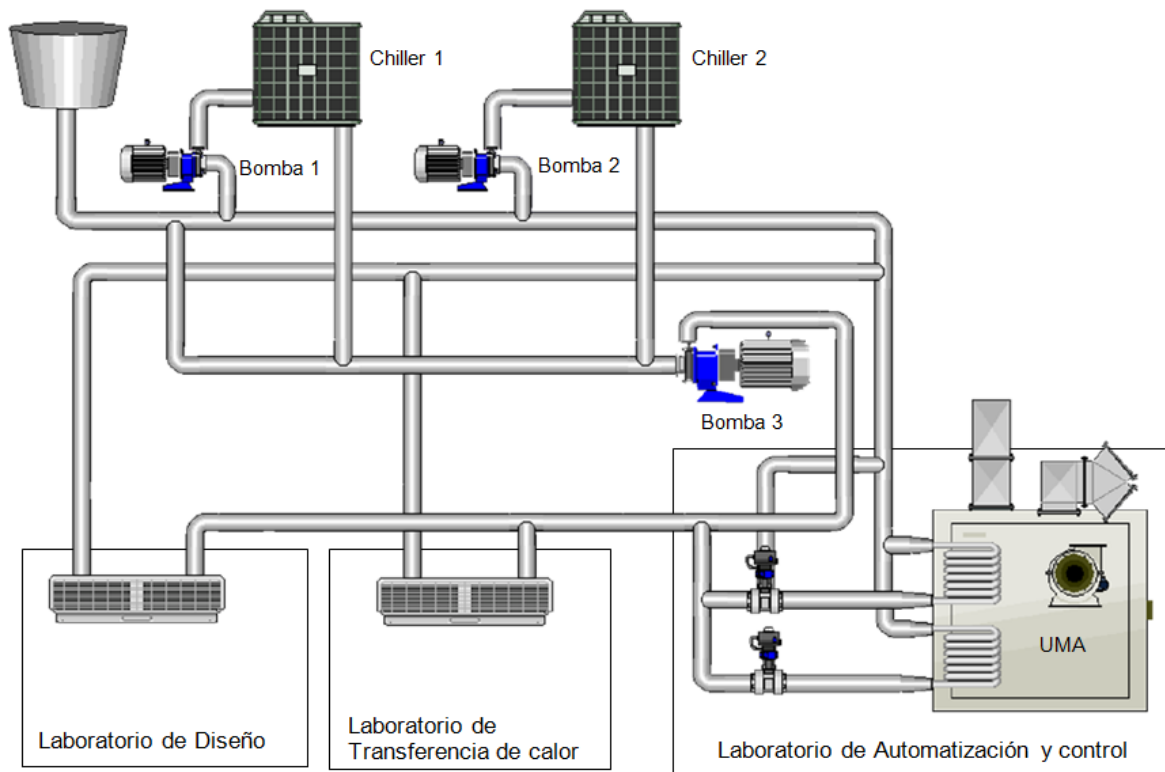 Chiller 1
Chiller 2
Bomba 1
Bomba 2
Bomba 3
UMA
Laboratorio de Diseño
Laboratorio de
Transferencia de calor
Laboratorio de Automatización y control